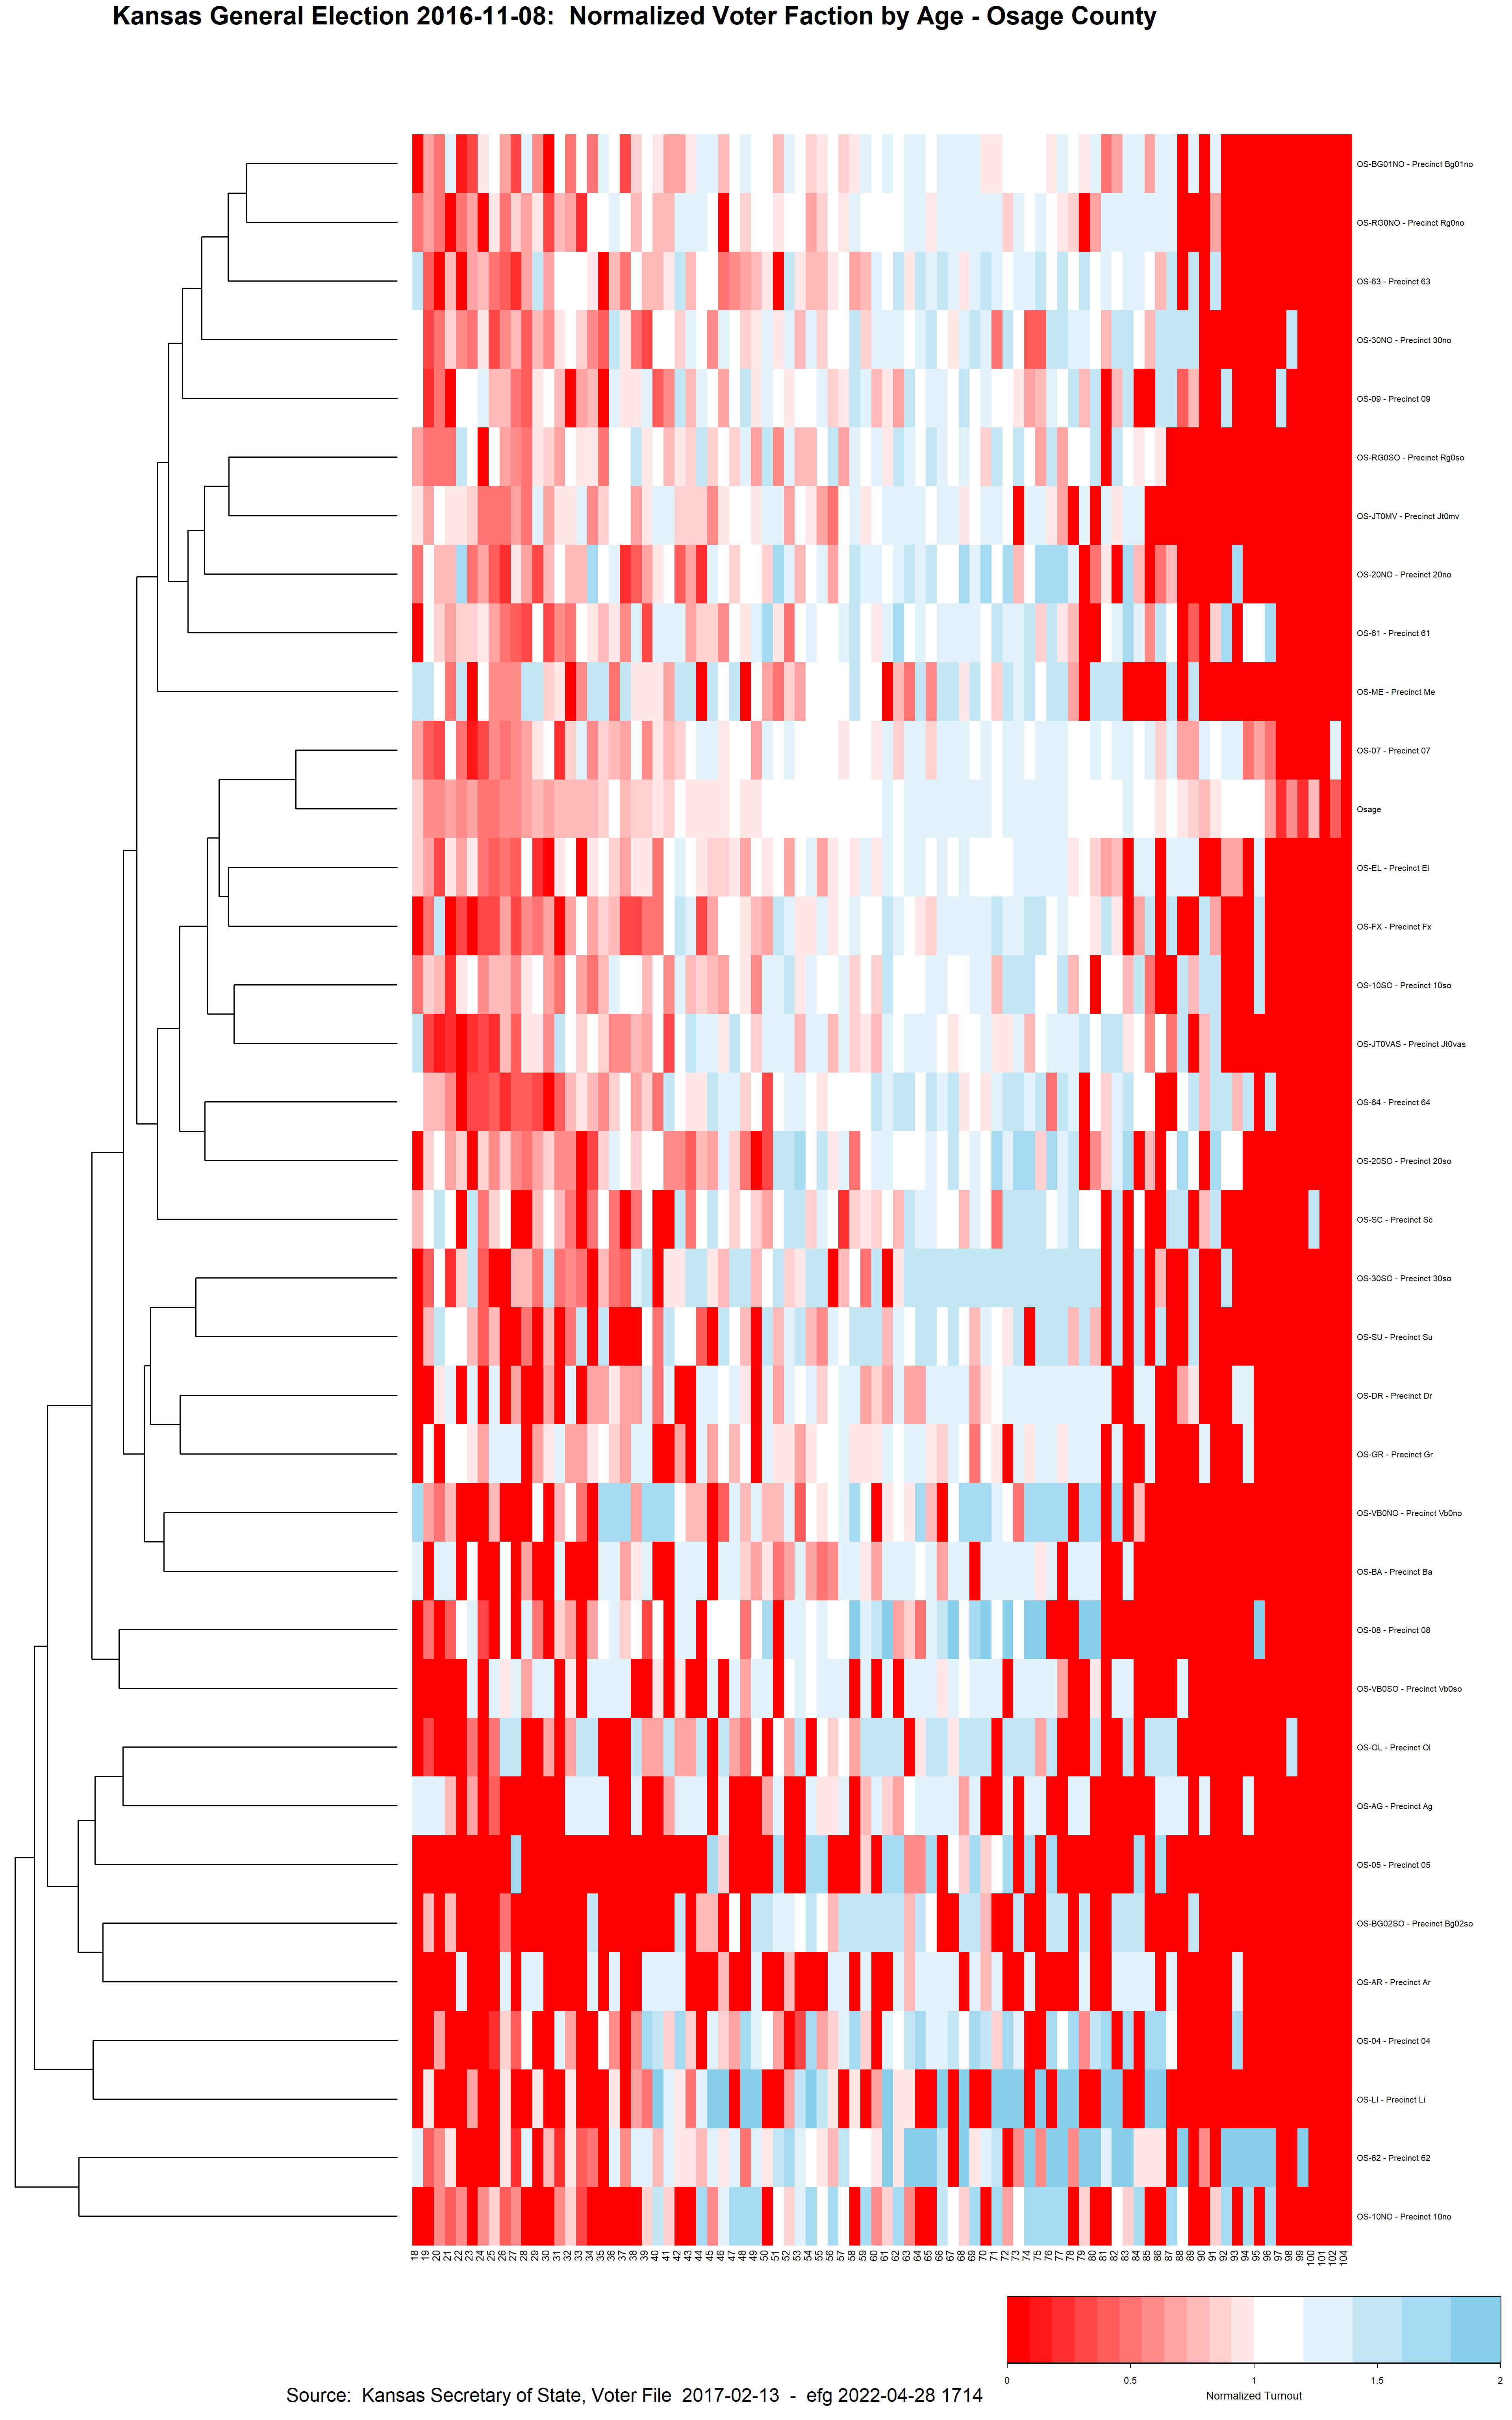 Kansas General Election 2016-11-08:  Normalized Voter Faction by Age - Osage County
OS-BG01NO - Precinct Bg01no
OS-RG0NO - Precinct Rg0no
OS-63 - Precinct 63
OS-30NO - Precinct 30no
OS-09 - Precinct 09
OS-RG0SO - Precinct Rg0so
OS-JT0MV - Precinct Jt0mv
OS-20NO - Precinct 20no
OS-61 - Precinct 61
OS-ME - Precinct Me
OS-07 - Precinct 07
Osage
OS-EL - Precinct El
OS-FX - Precinct Fx
OS-10SO - Precinct 10so
OS-JT0VAS - Precinct Jt0vas
OS-64 - Precinct 64
OS-20SO - Precinct 20so
OS-SC - Precinct Sc
OS-30SO - Precinct 30so
OS-SU - Precinct Su
OS-DR - Precinct Dr
OS-GR - Precinct Gr
OS-VB0NO - Precinct Vb0no
OS-BA - Precinct Ba
OS-08 - Precinct 08
OS-VB0SO - Precinct Vb0so
OS-OL - Precinct Ol
OS-AG - Precinct Ag
OS-05 - Precinct 05
OS-BG02SO - Precinct Bg02so
OS-AR - Precinct Ar
OS-04 - Precinct 04
OS-LI - Precinct Li
OS-62 - Precinct 62
OS-10NO - Precinct 10no
18 19 20 21 22 23 24 25 26 27 28 29 30 31 32 33 34 35 36 37 38 39 40 41 42 43 44 45 46 47 48 49 50 51 52 53 54 55 56 57 58 59 60 61 62 63 64 65 66 67 68 69 70 71 72 73 74 75 76 77 78 79 80 81 82 83 84 85 86 87 88 89 90 91 92 93 94 95 96 97 98 99 100 101 102 104
0 0.5 1 1.5 2
Normalized Turnout
Source:  Kansas Secretary of State, Voter File  2017-02-13  -  efg 2022-04-28 1714